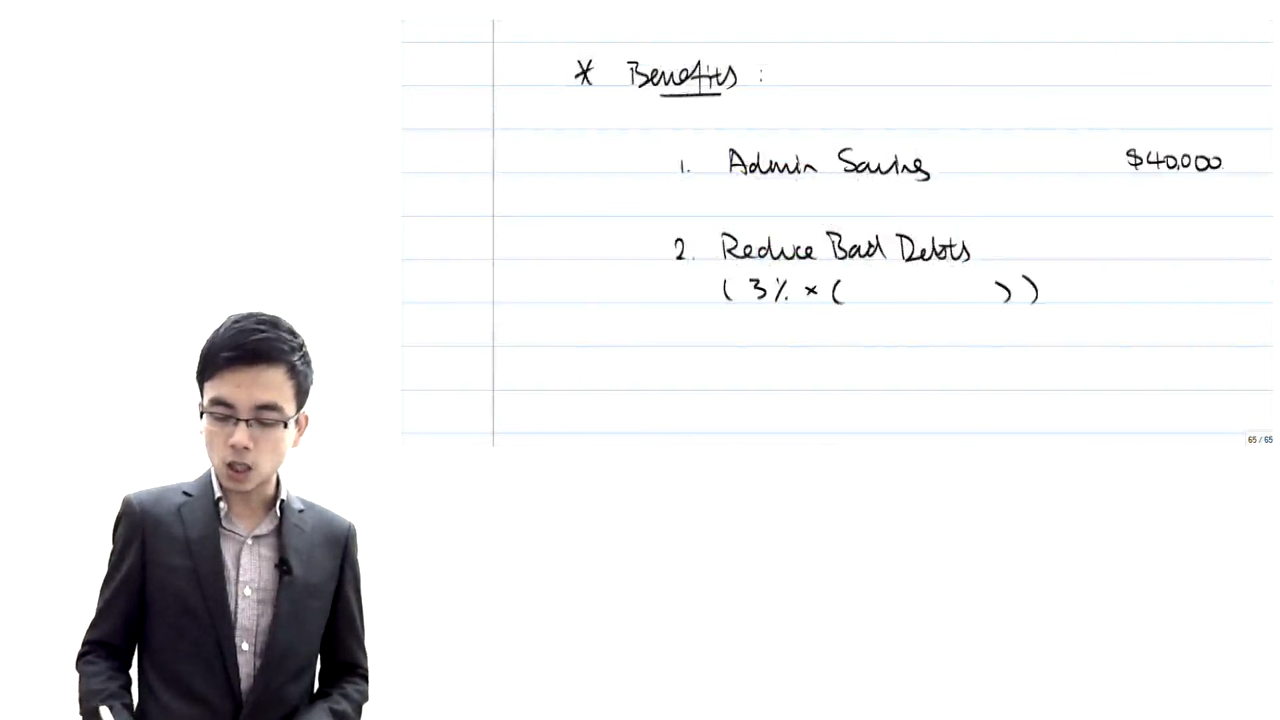 * Benefits :
1. Admin Saving $40,000
2. Reduce Bad Debts
( 3% × ( ) )
65 / 65